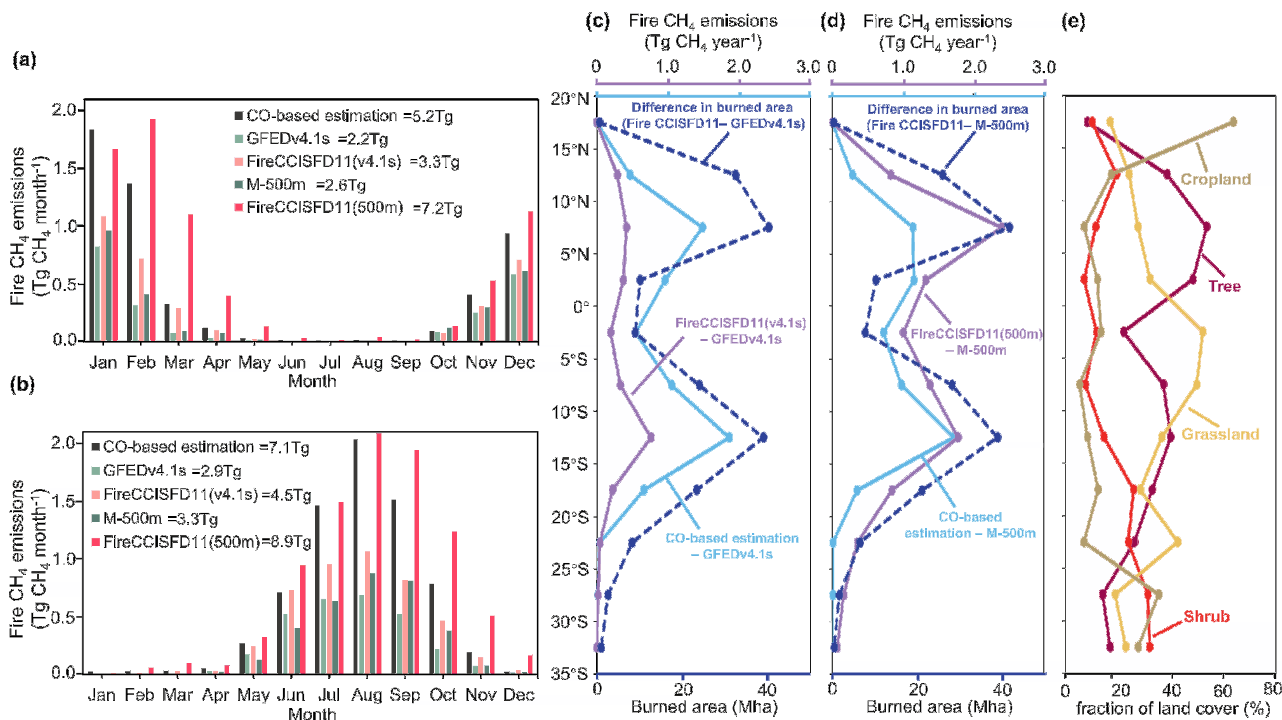 (a)
Fire CH₄ emissions
(Tg CH₄ month⁻¹)
2.0
1.5
1.0
0.5
0.0
CO-based estimation =5.2Tg
GFEDv4.1s =2.2Tg
FireCCISFD11(v4.1s) =3.3Tg
M-500m =2.6Tg
FireCCISFD11(500m) =7.2Tg
Jan Feb Mar Apr May Jun Jul Aug Sep Oct Nov Dec
Month
(b)
Fire CH₄ emissions
(Tg CH₄ month⁻¹)
2.0
1.5
1.0
0.5
0.0
CO-based estimation =7.1Tg
GFEDv4.1s =2.9Tg
FireCCISFD11(v4.1s) =4.5Tg
M-500m =3.3Tg
FireCCISFD11(500m) =8.9Tg
Jan Feb Mar Apr May Jun Jul Aug Sep Oct Nov Dec
Month
(c)
Fire CH₄ emissions
(Tg CH₄ year⁻¹)
0 1.0 2.0 3.0
20°N
15°N
10°N
5°N
0°
5°S
10°S
15°S
20°S
25°S
30°S
35°S
Difference in burned area
(Fire CCISFD11– GFEDv4.1s)
FireCCISFD11(v4.1s)
– GFEDv4.1s
CO-based estimation
– GFEDv4.1s
0 20 40
Burned area (Mha)
(d)
Fire CH₄ emissions
(Tg CH₄ year⁻¹)
0 1.0 2.0 3.0
Difference in burned area
(Fire CCISFD11– M-500m)
FIreCCISFD11(500m)
– M-500m
CO-based
estimation – M-500m
0 20 40
Burned area (Mha)
(e)
Cropland
Tree
Grassland
Shrub
0 20 40 60 80
fraction of land cover (%)